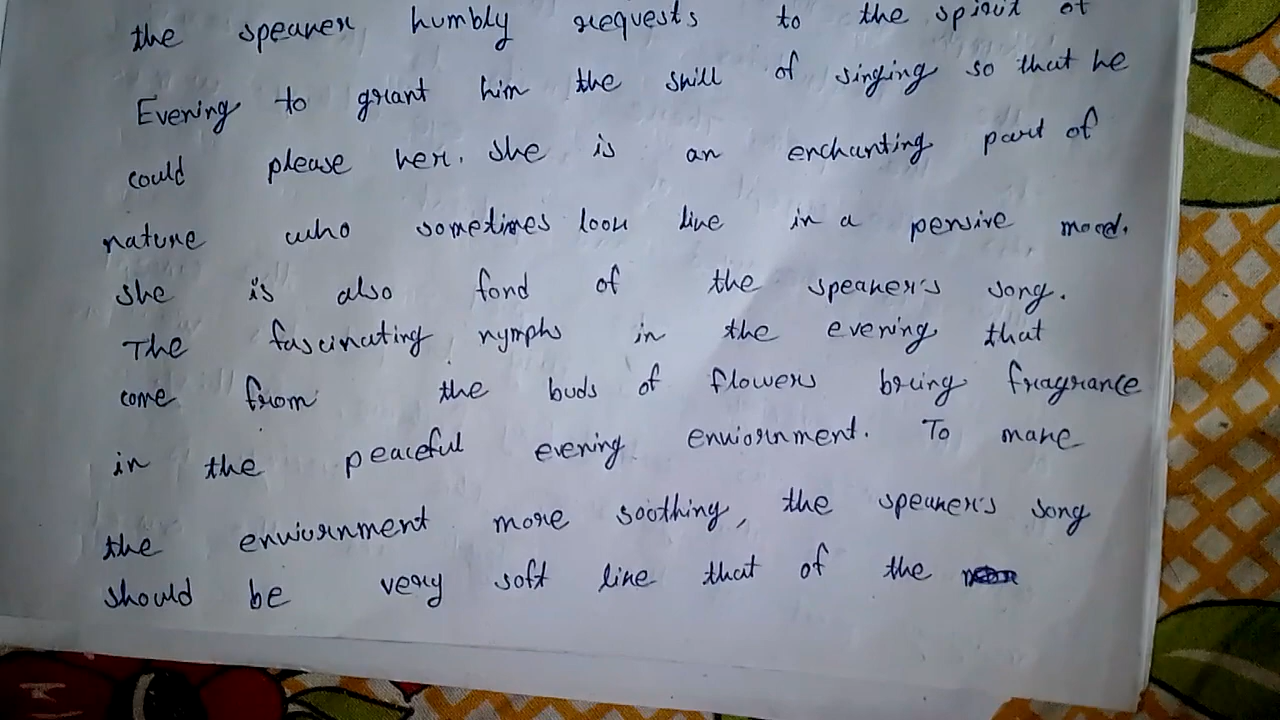 the speaker humbly requests to the spirit of
Evening to grant him the skill of singing so that he
could please her. She is an enchanting part of
nature who sometimes look like in a pensive mood.
She is also fond of the speaker's song.
The fascinating nymphs in the evening that
come from the buds of flowers bring fragrance
in the peaceful evening enviornment. To make
the enviournment more soothing, the speaker's song
should be very soft like that of the